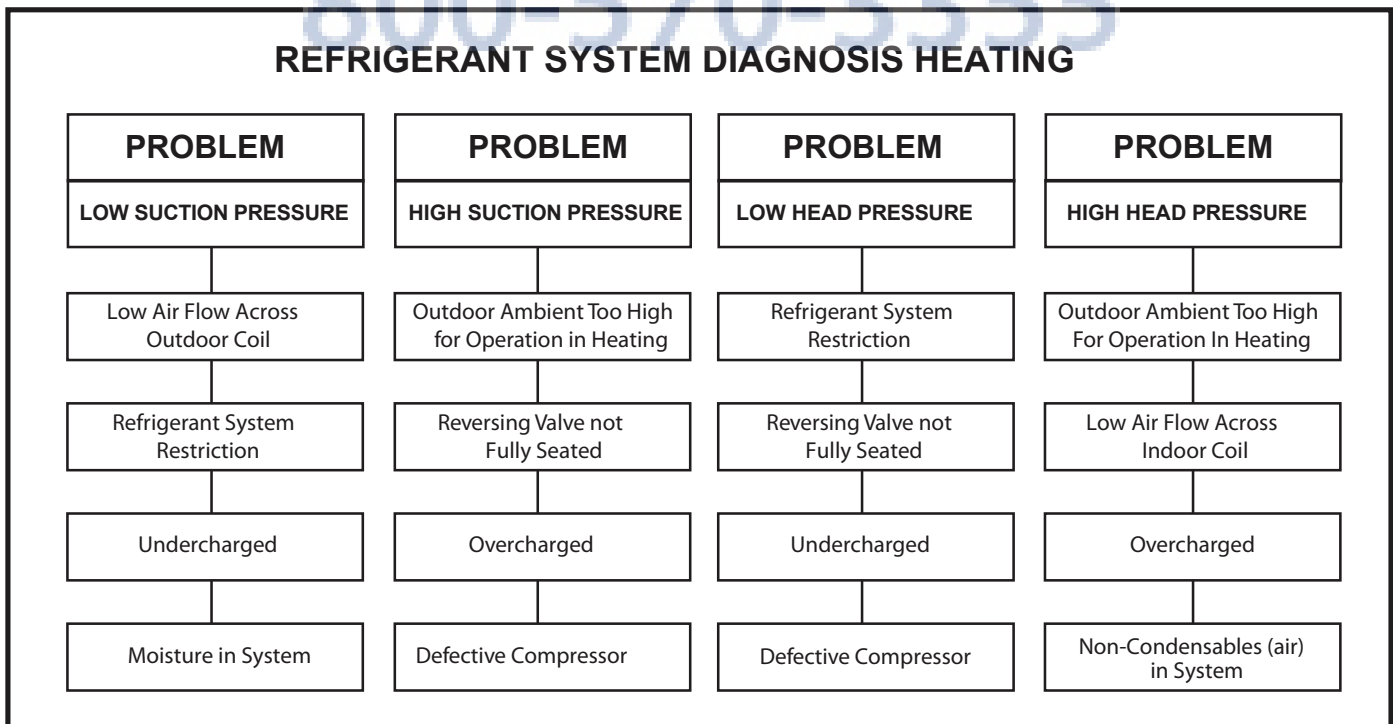 REFRIGERANT SYSTEM DIAGNOSIS HEATING
PROBLEM
LOW SUCTION PRESSURE
Low Air Flow Across
Outdoor Coil
Refrigerant System
Restriction
Undercharged
Moisture in System
PROBLEM
HIGH SUCTION PRESSURE
Outdoor Ambient Too High
for Operation in Heating
Reversing Valve not
Fully Seated
Overcharged
Defective Compressor
PROBLEM
LOW HEAD PRESSURE
Refrigerant System
Restriction
Reversing Valve not
Fully Seated
Undercharged
Defective Compressor
PROBLEM
HIGH HEAD PRESSURE
Outdoor Ambient Too High
For Operation In Heating
Low Air Flow Across
Indoor Coil
Overcharged
Non-Condensables (air)
in System